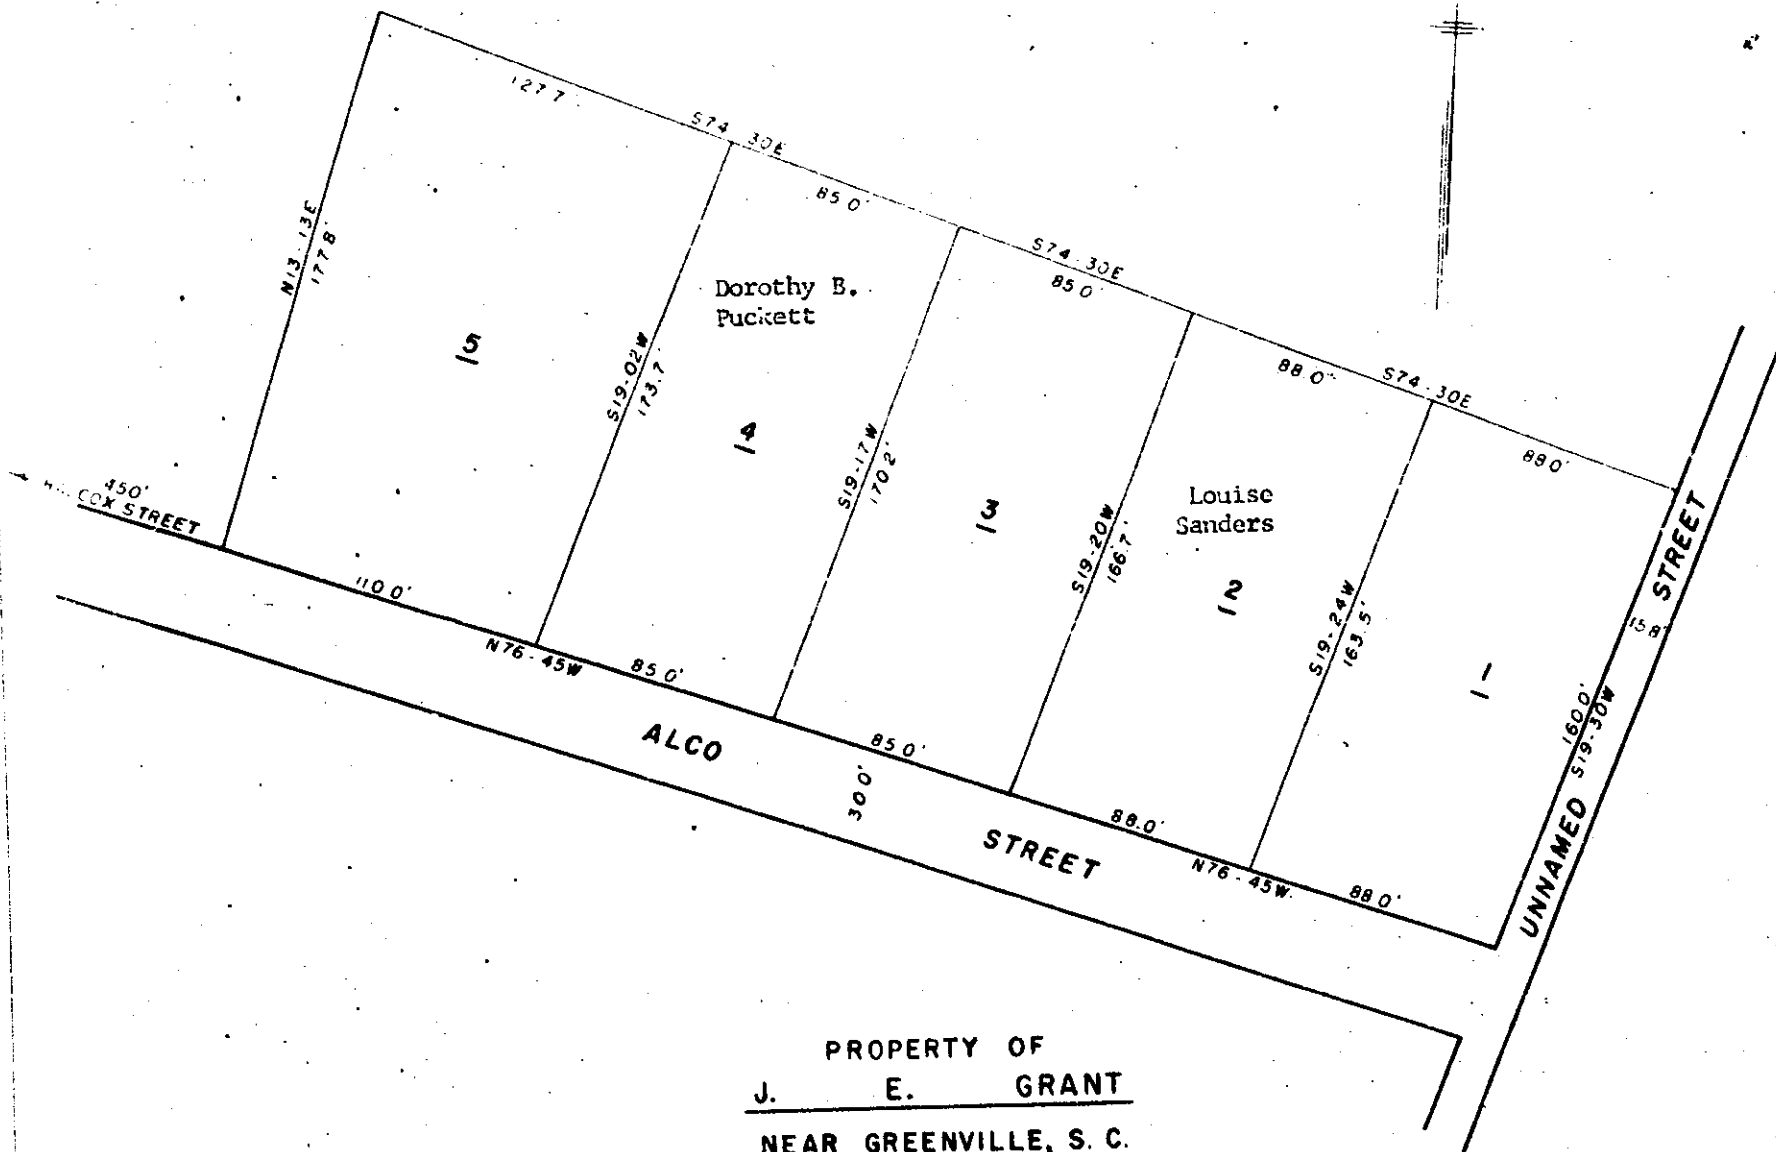 127.7
S74 30E
85.0'
S74-30E
85.0
88.0'
S74-30E
88.0'
N13-13E
177.8'
5
S19-02W
173.7'
Dorothy B.
Puckett
4
S19-17W
170.2'
3
S19-20W
166.7'
Louise
Sanders
2
S19-24W
163.5'
1
160.0'
S19-30W
15.8'
UNNAMED STREET
450'
COX STREET
110.0'
N76-45W
85.0'
85.0'
88.0'
N76-45W
88.0'
ALCO STREET
30.0'
PROPERTY OF
J. E. GRANT
NEAR GREENVILLE, S. C.